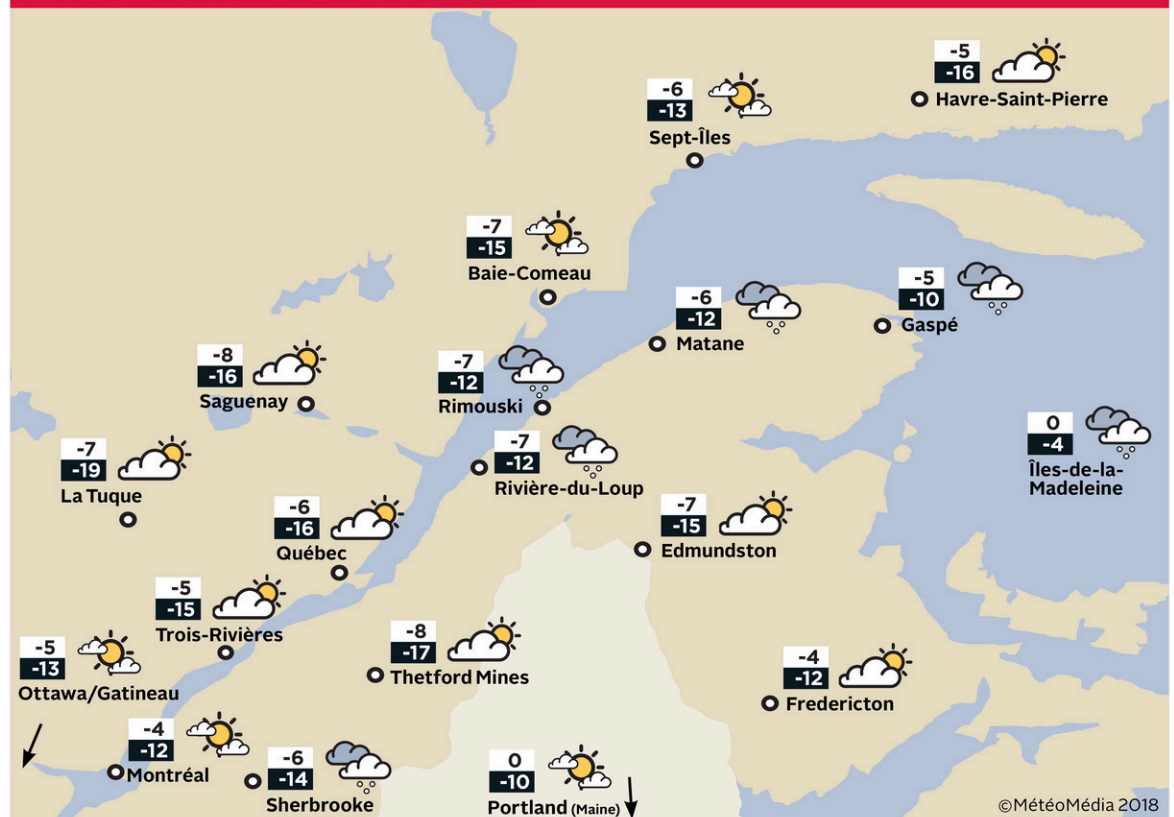 -5
-16
Havre-Saint-Pierre
-6
-13
Sept-Îles
-7
-15
Baie-Comeau
-6
-12
Matane
-5
-10
Gaspé
-8
-16
Saguenay
-7
-12
Rimouski
0
-4
Îles-de-la-
Madeleine
-7
-19
La Tuque
-7
-12
Rivière-du-Loup
-6
-16
Québec
-7
-15
Edmundston
-5
-15
Trois-Rivières
-8
-17
Thetford Mines
-5
-13
Ottawa/Gatineau
-4
-12
Fredericton
-4
-12
Montréal
-6
-14
Sherbrooke
0
-10
Portland (Maine)
©MétéoMédia 2018